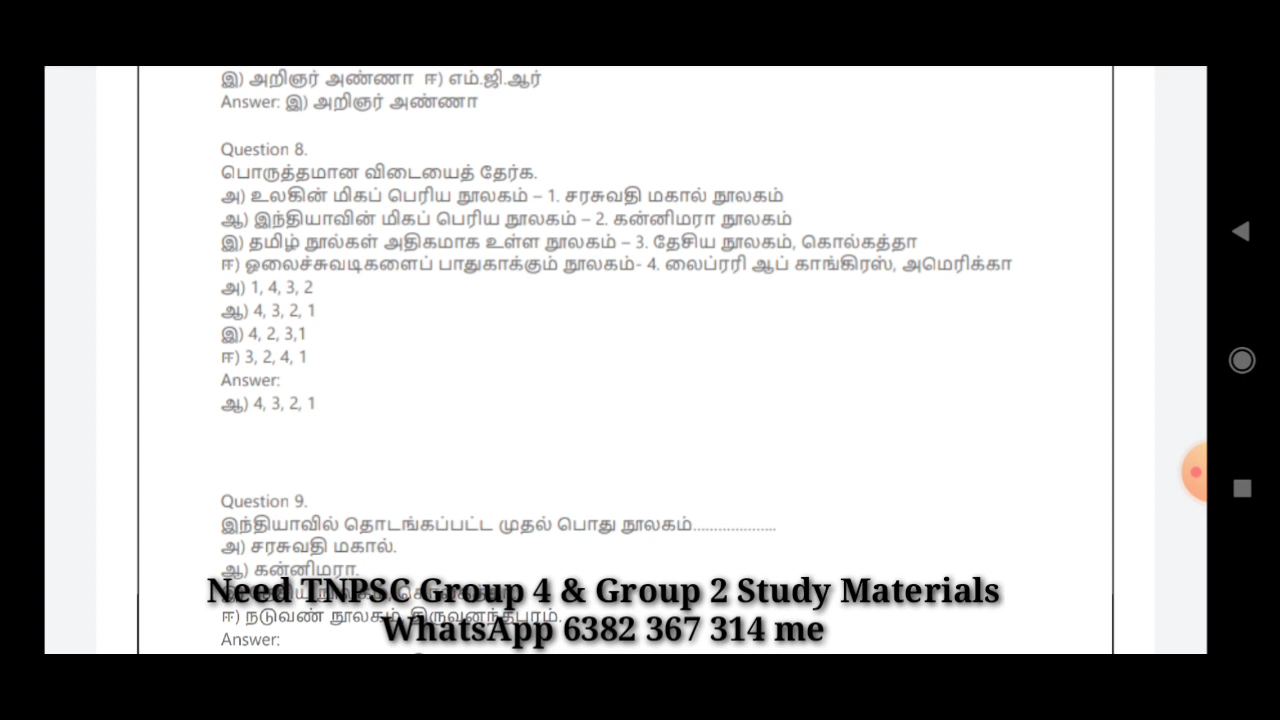 இ) அறிஞர் அண்ணா ஈ) எம்.ஜி.ஆர்
Answer: இ) அறிஞர் அண்ணா
Question 8.
பொருத்தமான விடையைத் தேர்க.
அ) உலகின் மிகப் பெரிய நூலகம் – 1. சரசுவதி மகால் நூலகம்
ஆ) இந்தியாவின் மிகப் பெரிய நூலகம் – 2. கன்னிமரா நூலகம்
இ) தமிழ் நூல்கள் அதிகமாக உள்ள நூலகம் – 3. தேசிய நூலகம், கொல்கத்தா
ஈ) ஓலைச்சுவடிகளைப் பாதுகாக்கும் நூலகம்- 4. லைப்ரரி ஆப் காங்கிரஸ், அமெரிக்கா
அ) 1, 4, 3, 2
ஆ) 4, 3, 2, 1
இ) 4, 2, 3,1
ஈ) 3, 2, 4, 1
Answer:
ஆ) 4, 3, 2, 1
Question 9.
இந்தியாவில் தொடங்கப்பட்ட முதல் பொது நூலகம்....................
அ) சரசுவதி மகால்.
ஆ) கன்னிமரா.
Need TNPSC Group 4 & Group 2 Study Materials
ஈ) நடுவண் நூலகம், திருவனந்தபுரம்.
WhatsApp 6382 367 314 me
Answer: